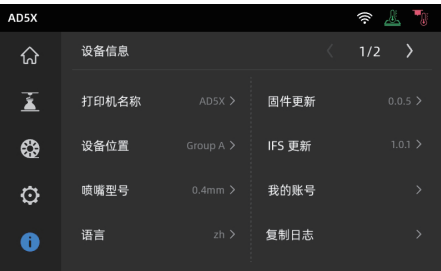 AD5X
设备信息 < 1/2 >
打印机名称 AD5X >
固件更新 0.0.5 >
设备位置 Group A >
IFS 更新 1.0.1 >
喷嘴型号 0.4mm >
我的账号 >
语言 zh >
复制日志 >